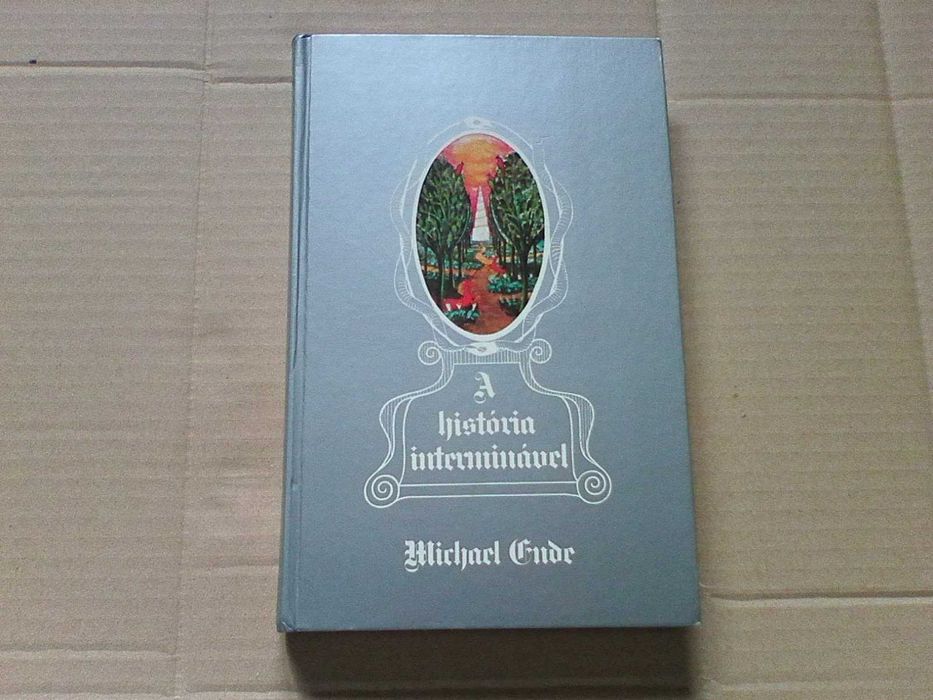 A
história
interminável
Michael Ende